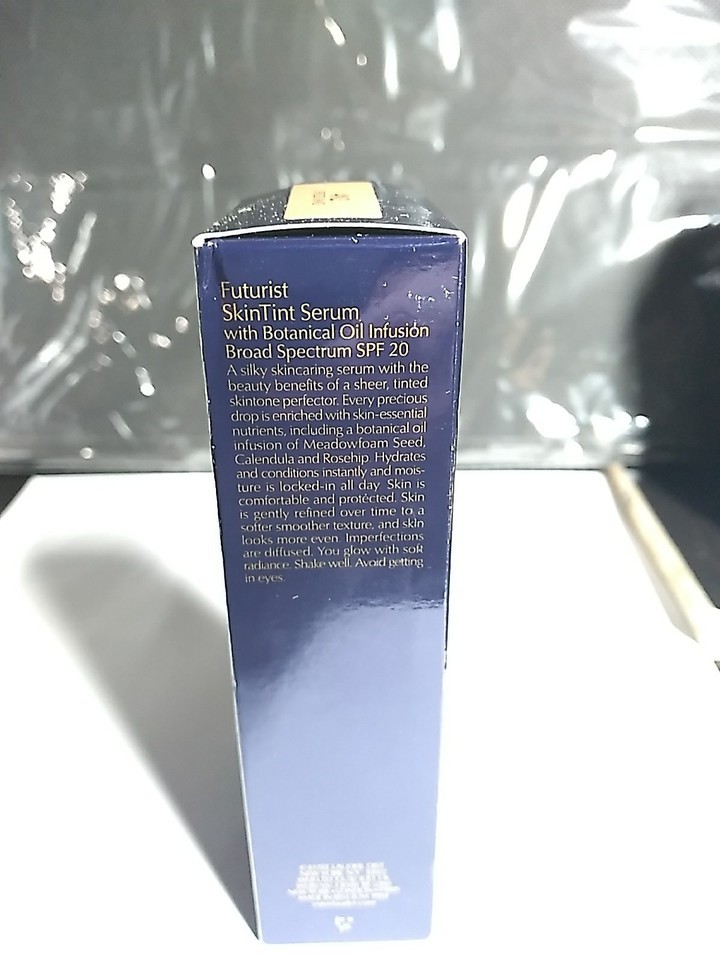 Futurist
SkinTint Serum
with Botanical Oil Infusion
Broad Spectrum SPF 20
A silky skincaring serum with the
beauty benefits of a sheer, tinted
skintone perfector. Every precious
drop is enriched with skin-essential
nutrients, including a botanical oil
infusion of Meadowfoam Seed,
Calendula and Rosehip. Hydrates
and conditions instantly and mois-
ture is locked-in all day. Skin is
comfortable and protected. Skin
is gently refined over time to a
softer smoother texture, and skin
looks more even. Imperfections
are diffused. You glow with soft
radiance. Shake well. Avoid getting
in eyes.